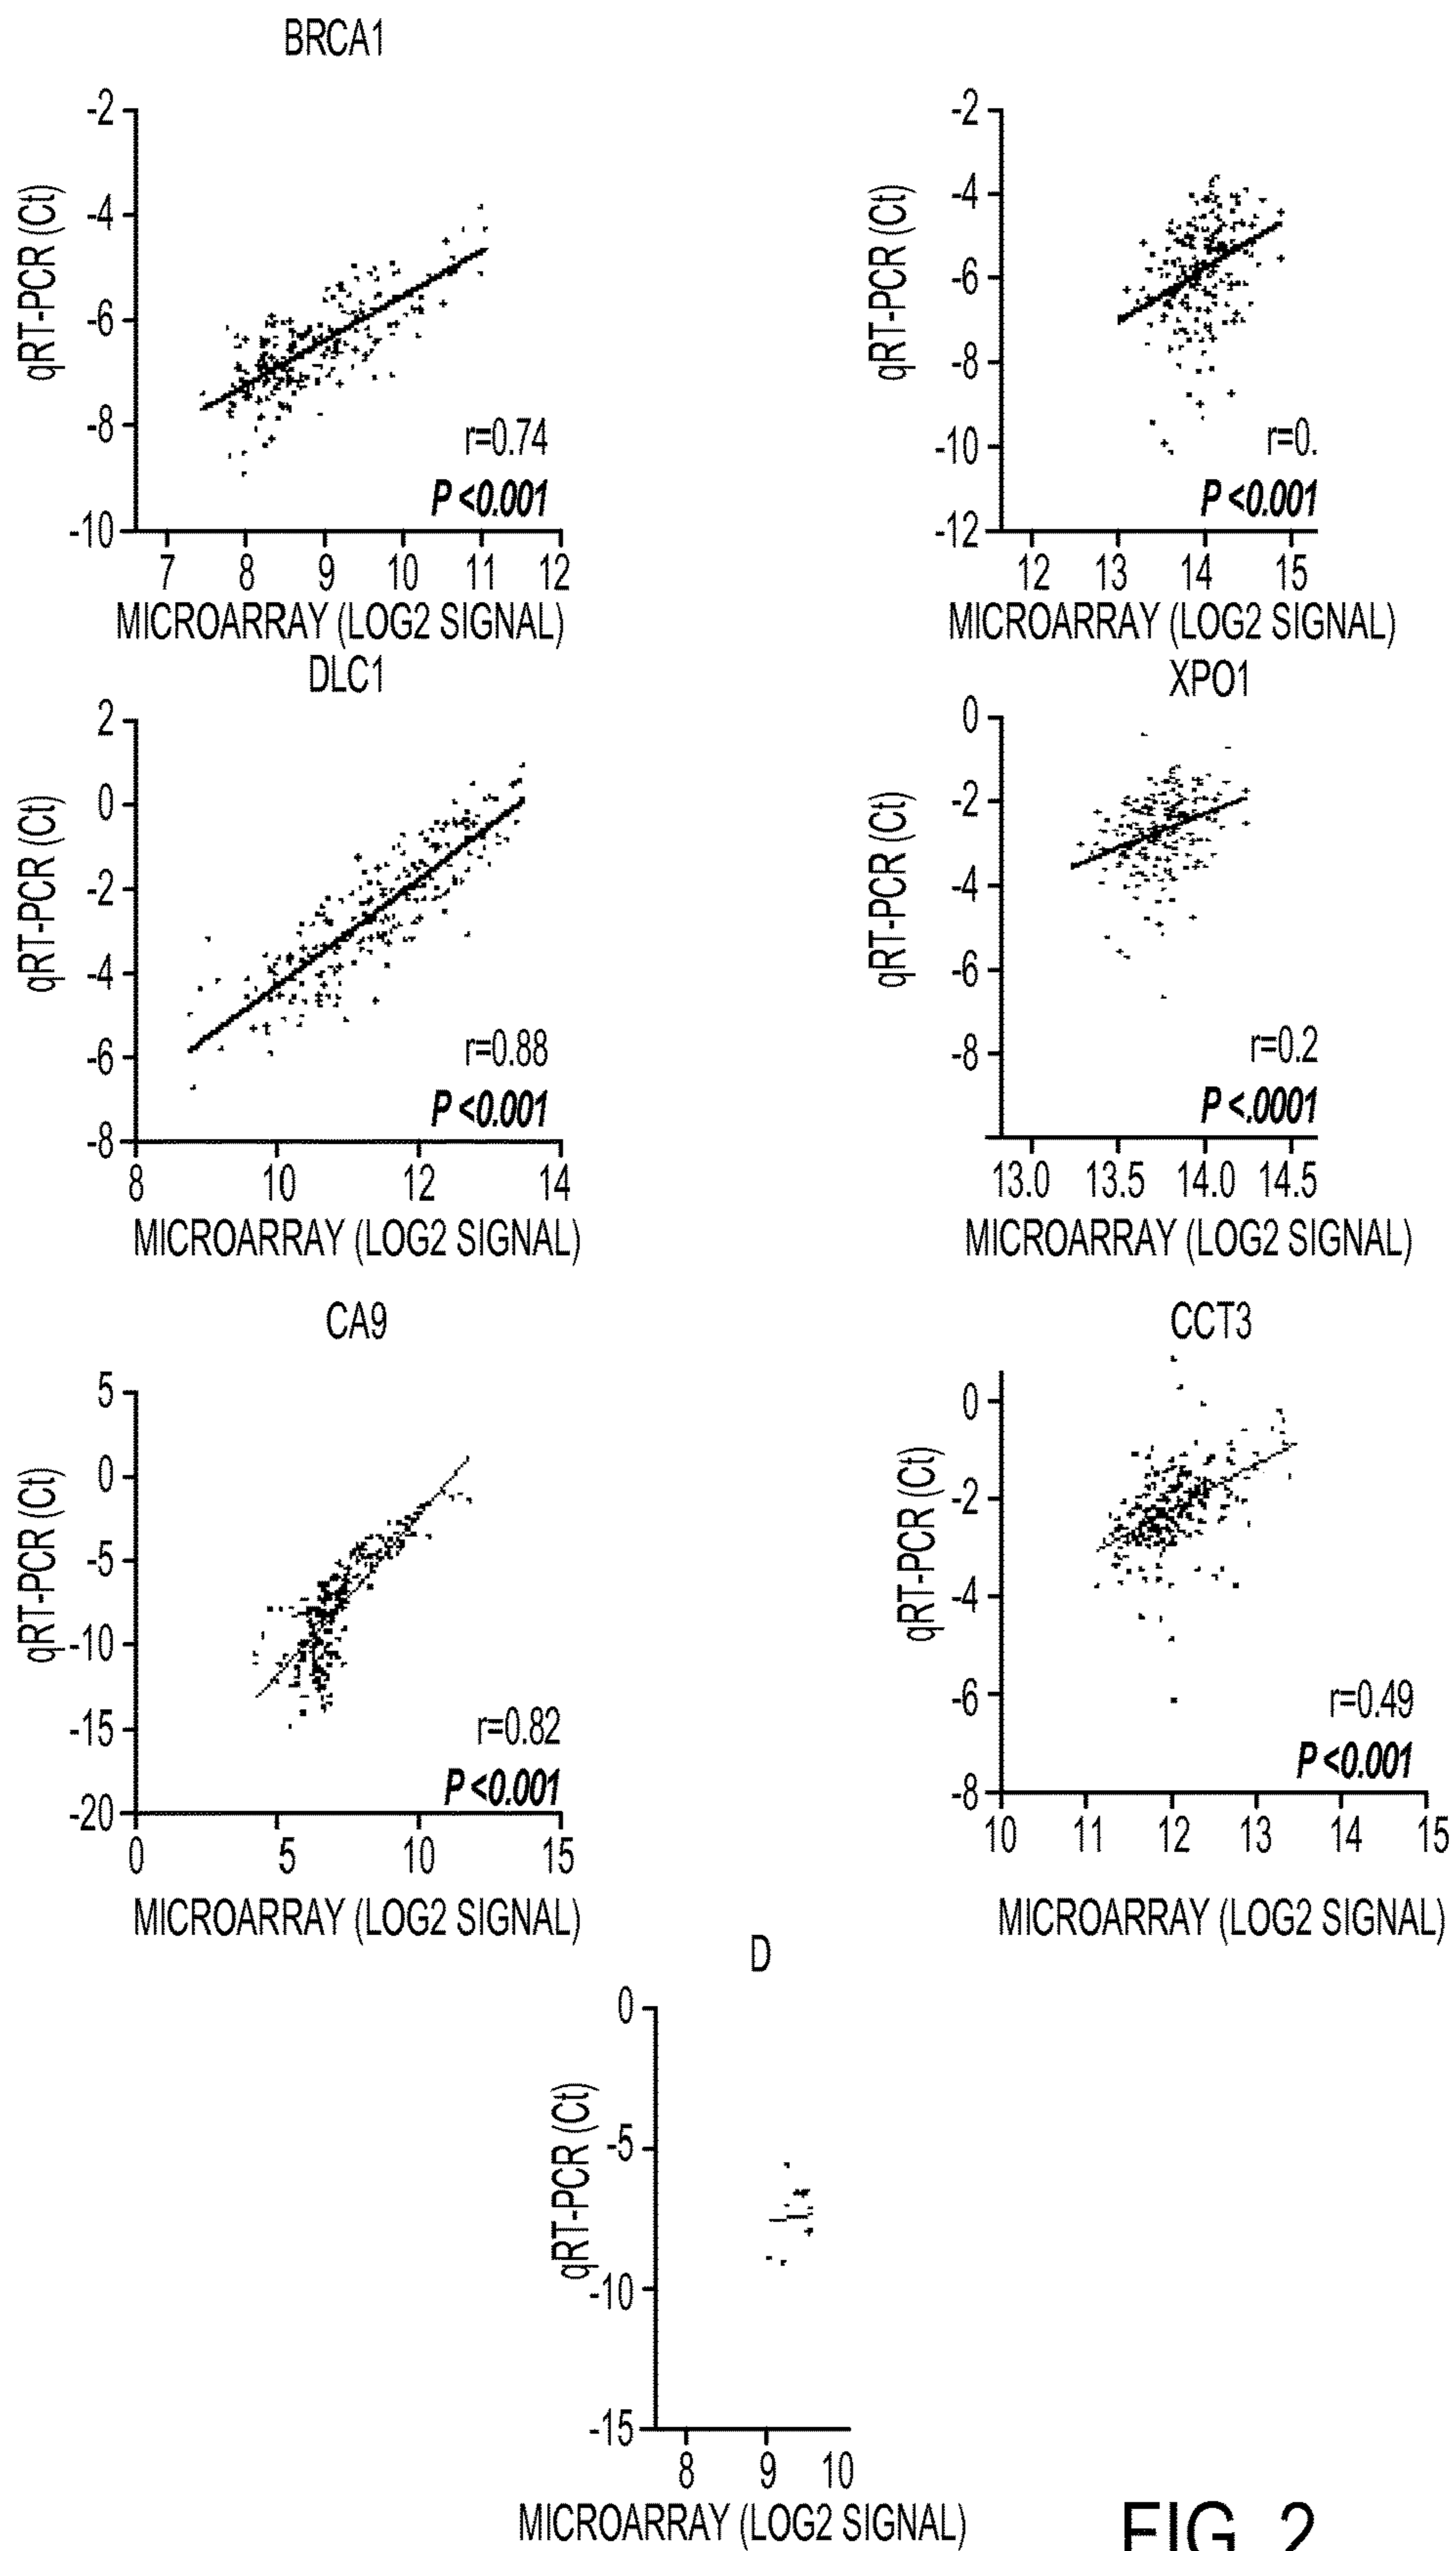 BRCA1
qRT-PCR (Ct)
-2
-4
-6
-8
-10
r=0.74
P <0.001
7 8 9 10 11 12
MICROARRAY (LOG2 SIGNAL)
qRT-PCR (Ct)
-2
-4
-6
-8
-10
-12
r=0.
P <0.001
12 13 14 15
MICROARRAY (LOG2 SIGNAL)
DLC1
qRT-PCR (Ct)
2
0
-2
-4
-6
-8
r=0.88
P <0.001
8 10 12 14
MICROARRAY (LOG2 SIGNAL)
XPO1
qRT-PCR (Ct)
0
-2
-4
-6
-8
r=0.2
P <.0001
13.0 13.5 14.0 14.5
MICROARRAY (LOG2 SIGNAL)
CA9
qRT-PCR (Ct)
5
0
-5
-10
-15
-20
r=0.82
P <0.001
0 5 10 15
MICROARRAY (LOG2 SIGNAL)
CCT3
qRT-PCR (Ct)
0
-2
-4
-6
-8
r=0.49
P <0.001
10 11 12 13 14 15
MICROARRAY (LOG2 SIGNAL)
D
qRT-PCR (Ct)
0
-5
-10
-15
8 9 10
MICROARRAY (LOG2 SIGNAL)
FIG. 2